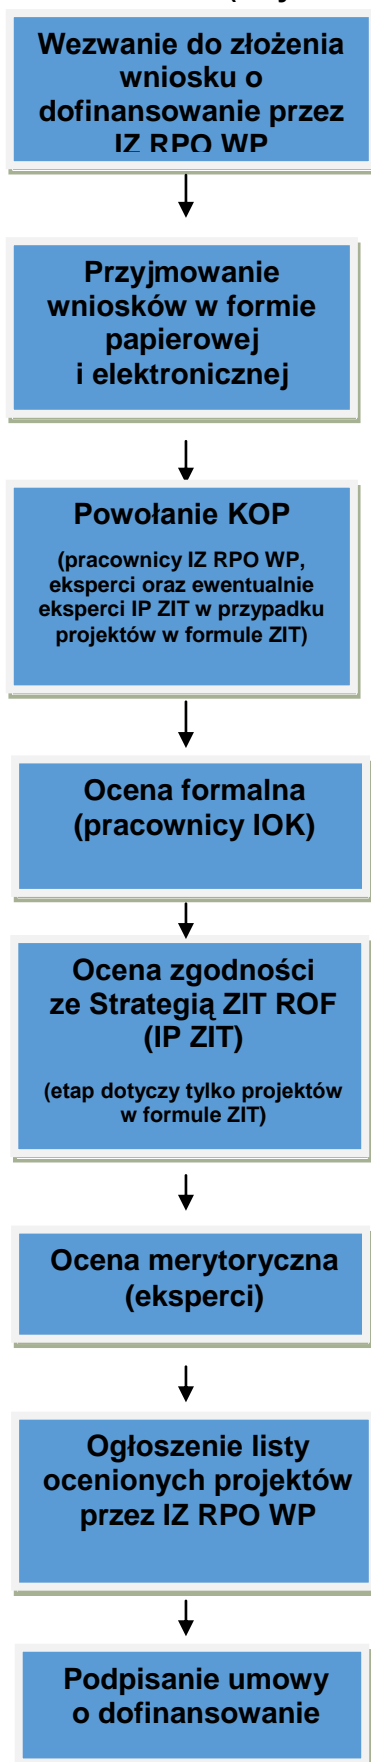 Wezwanie do złożenia
wniosku o
dofinansowanie przez
IZ RPO WP
Przyjmowanie
wniosków w formie
papierowej
i elektronicznej
Powołanie KOP
(pracownicy IZ RPO WP,
eksperci oraz ewentualnie
eksperci IP ZIT w przypadku
projektów w formule ZIT)
Ocena formalna
(pracownicy IOK)
Ocena zgodności
ze Strategią ZIT ROF
(IP ZIT)
(etap dotyczy tylko projektów
w formule ZIT)
Ocena merytoryczna
(eksperci)
Ogłoszenie listy
ocenionych projektów
przez IZ RPO WP
Podpisanie umowy
o dofinansowanie